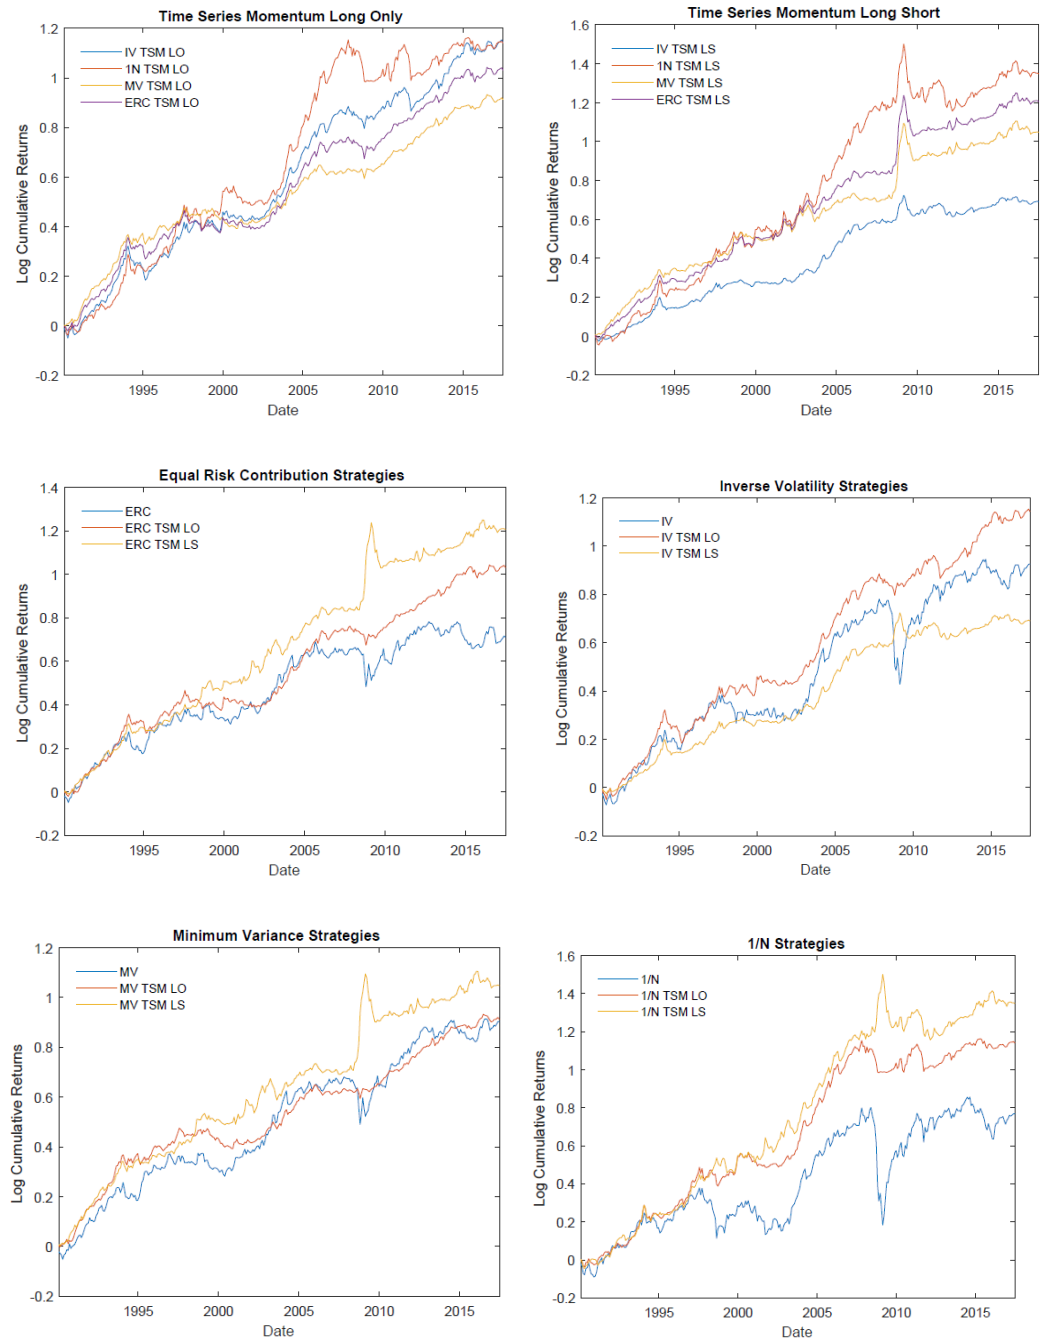 Time Series Momentum Long Only
1.2
1
0.8
0.6
0.4
0.2
0
-0.2
Log Cumulative Returns
IV TSM LO
1N TSM LO
MV TSM LO
ERC TSM LO
1995
2000
2005
2010
2015
Date
Time Series Momentum Long Short
1.6
1.4
1.2
1
0.8
0.6
0.4
0.2
0
-0.2
Log Cumulative Returns
IV TSM LS
1N TSM LS
MV TSM LS
ERC TSM LS
1995
2000
2005
2010
2015
Date
Equal Risk Contribution Strategies
1.4
1.2
1
0.8
0.6
0.4
0.2
0
-0.2
Log Cumulative Returns
ERC
ERC TSM LO
ERC TSM LS
1995
2000
2005
2010
2015
Date
Inverse Volatility Strategies
1.2
1
0.8
0.6
0.4
0.2
0
-0.2
Log Cumulative Returns
IV
IV TSM LO
IV TSM LS
1995
2000
2005
2010
2015
Date
Minimum Variance Strategies
1.2
1
0.8
0.6
0.4
0.2
0
-0.2
Log Cumulative Returns
MV
MV TSM LO
MV TSM LS
1995
2000
2005
2010
2015
Date
1/N Strategies
1.6
1.4
1.2
1
0.8
0.6
0.4
0.2
0
-0.2
Log Cumulative Returns
1/N
1/N TSM LO
1/N TSM LS
1995
2000
2005
2010
2015
Date